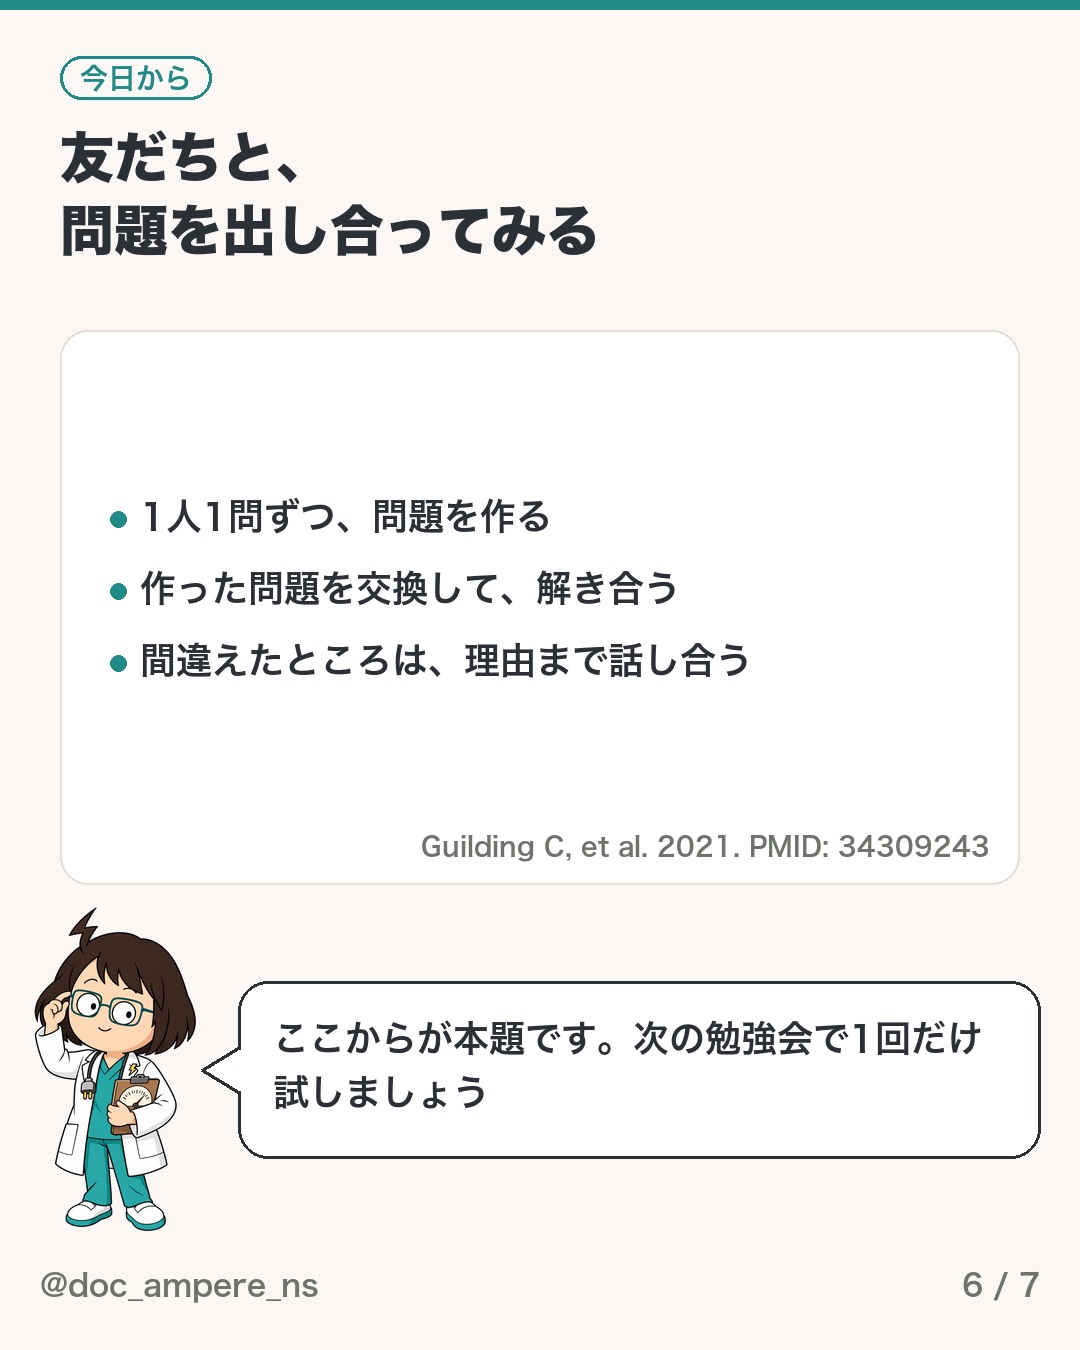 今日から
友だちと、
問題を出し合ってみる
1人1問ずつ、問題を作る
作った問題を交換して、解き合う
間違えたところは、理由まで話し合う
Guilding C, et al. 2021. PMID: 34309243
ここからが本題です。次の勉強会で1回だけ
試しましょう
@doc_ampere_ns
6 / 7